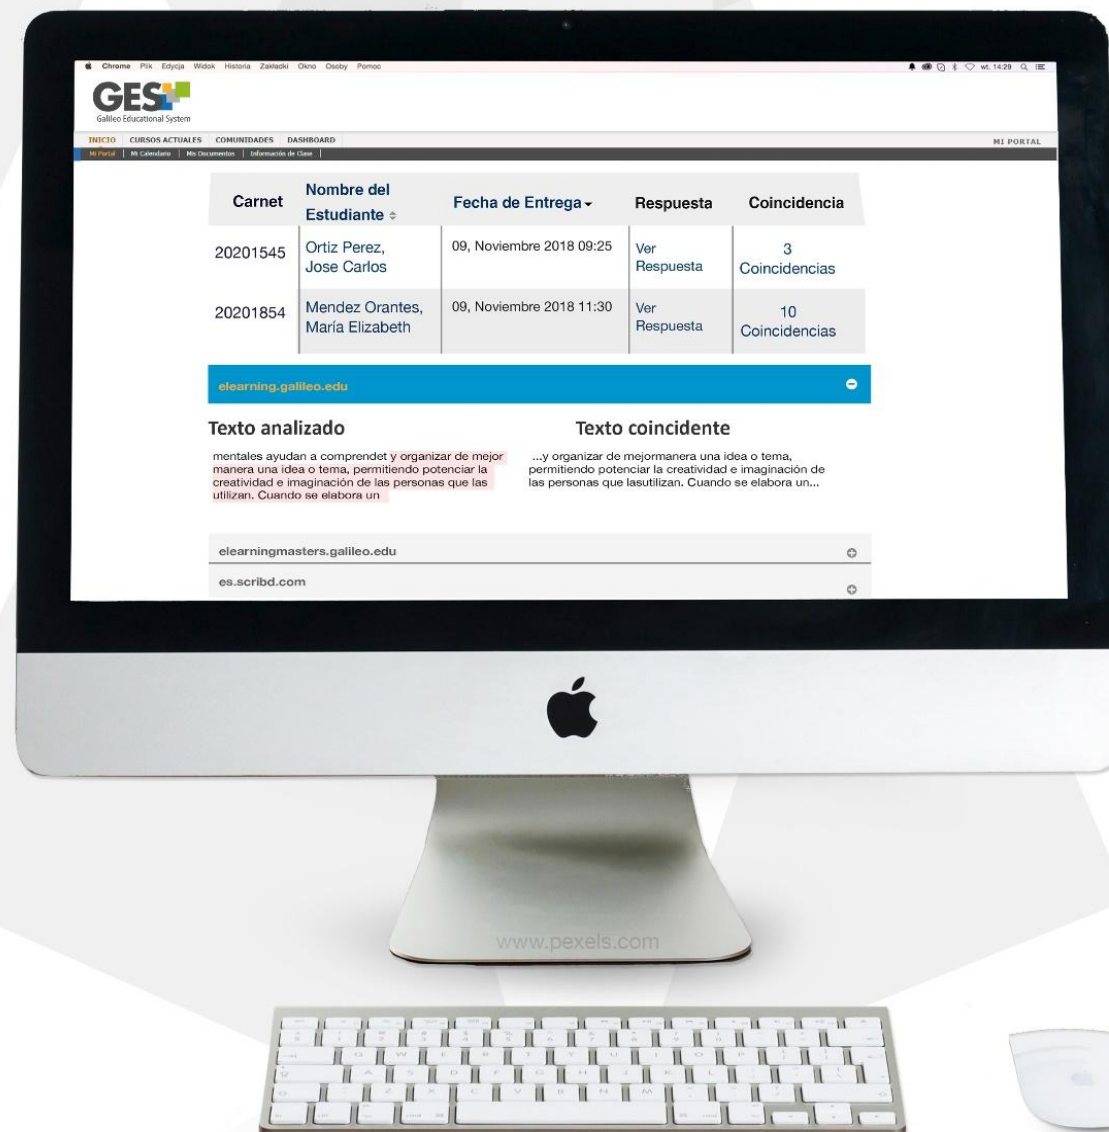 Chrome Plik Edycja Widok Historia Zakładki Okno Osoby Pomoc
wt. 14:29
GES
Galileo Educational System
INICIO CURSOS ACTUALES COMUNIDADES DASHBOARD
MI PORTAL
Mi Portal | Mi Calendario | Mis Documentos | Información de Clase |
Carnet Nombre del Estudiante Fecha de Entrega Respuesta Coincidencia
20201545 Ortiz Perez, Jose Carlos 09, Noviembre 2018 09:25 Ver Respuesta 3 Coincidencias
20201854 Mendez Orantes, María Elizabeth 09, Noviembre 2018 11:30 Ver Respuesta 10 Coincidencias
elearning.galileo.edu
Texto analizado
mentales ayudan a comprendet y organizar de mejor
manera una idea o tema, permitiendo potenciar la
creatividad e imaginación de las personas que las
utilizan. Cuando se elabora un
Texto coincidente
...y organizar de mejormanera una idea o tema,
permitiendo potenciar la creatividad e imaginación de
las personas que lasutilizan. Cuando se elabora un...
elearningmasters.galileo.edu
es.scribd.com
www.pexels.com
Q W E R T Y U I O P
A S D F G H J K L
Z X C V B N M